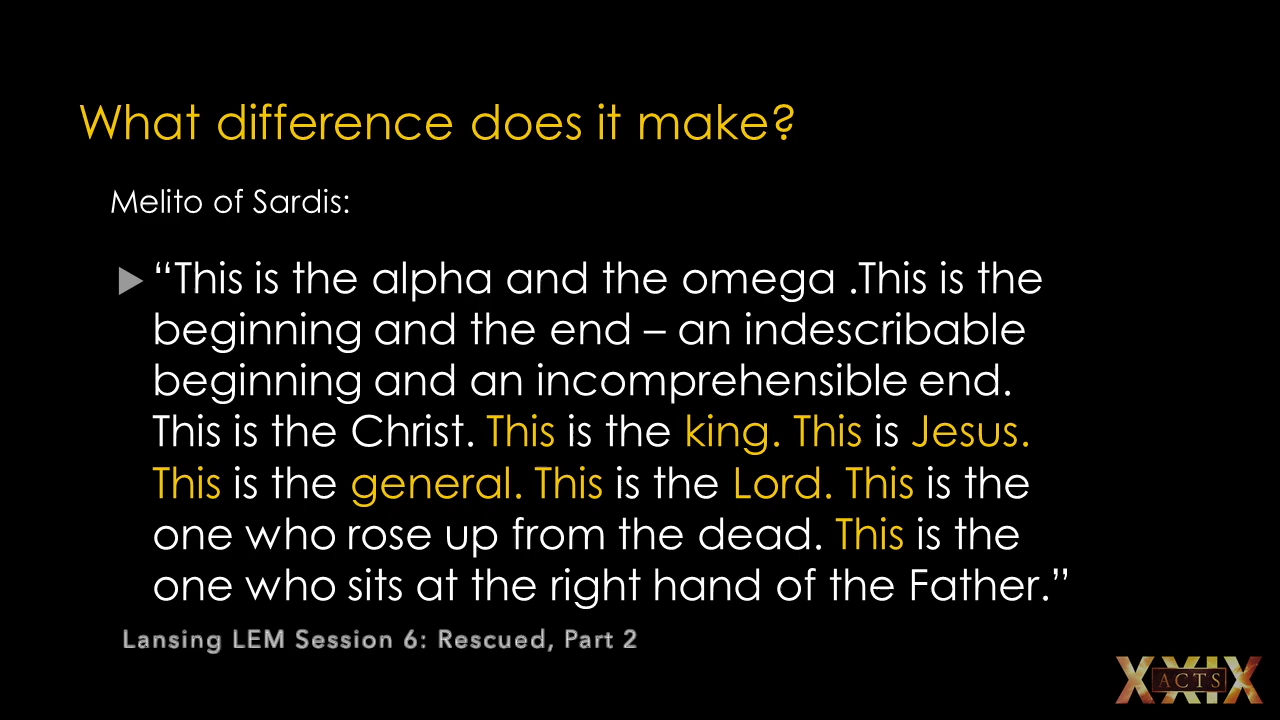 What difference does it make?
Melito of Sardis:
“This is the alpha and the omega .This is the
beginning and the end – an indescribable
beginning and an incomprehensible end.
This is the Christ. This is the king. This is Jesus.
This is the general. This is the Lord. This is the
one who rose up from the dead. This is the
one who sits at the right hand of the Father.”
Lansing LEM Session 6: Rescued, Part 2
XXIX
ACTS